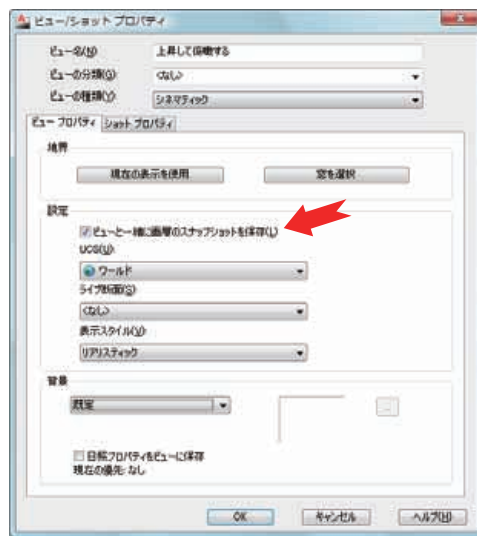 ビュー/ショット プロパティ
ビュー名(N) 上昇して俯瞰する
ビューの分類(G) <なし>
ビューの種類(Y) シネマティック
ビュー プロパティ ショット プロパティ
境界
現在の表示を使用 窓を選択
設定
ビューと一緒に画層のスナップショットを保存(L)
UCS(U):
ワールド
ライブ断面(S)
<なし>
表示スタイル(V)
リアリスティック
背景
既定 ...
日照プロパティをビューに保存
現在の優先: なし
OK キャンセル ヘルプ(H)